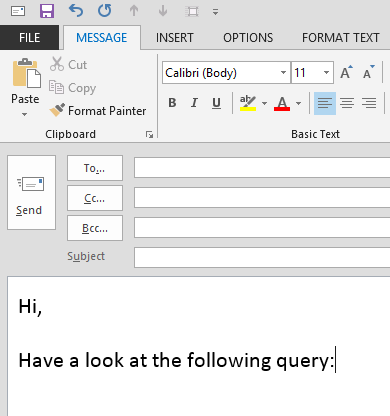 FILE MESSAGE INSERT OPTIONS FORMAT TEXT
Paste
Cut
Copy
Format Painter
Clipboard
Calibri (Body) 11 A A
B I U ab A
Basic Text
Send
To...
Cc...
Bcc...
Subject
Hi,
Have a look at the following query: